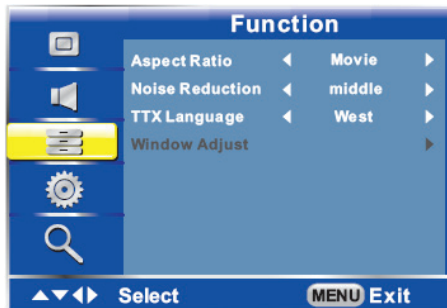 Function
Aspect Ratio Movie
Noise Reduction middle
TTX Language West
Window Adjust
Select MENU Exit